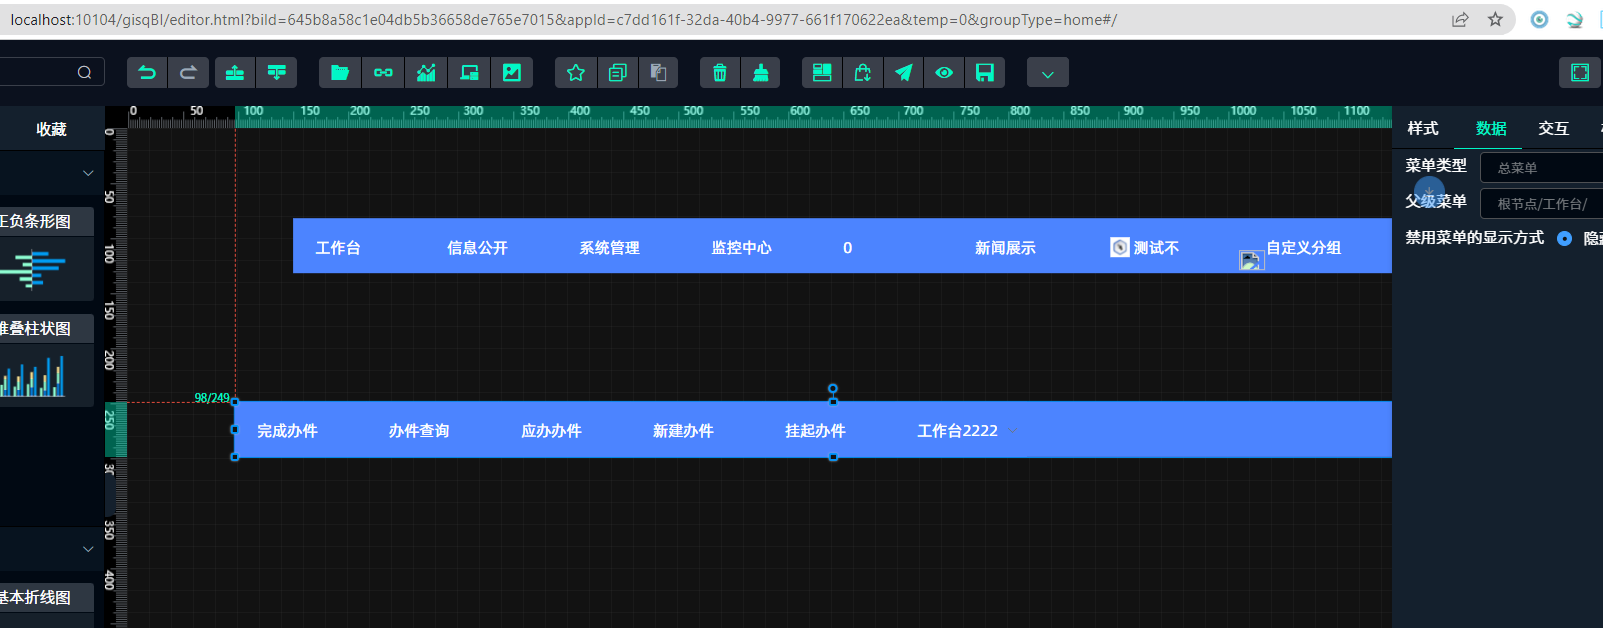 localhost:10104/gisqBI/editor.html?biId=645b8a58c1e04db5b36658de765e7015&appId=c7dd161f-32da-40b4-9977-661f170622ea&temp=0&groupType=home#/
收藏
0 50 100 150 200 250 300 350 400 450 500 550 600 650 700 750 800 850 900 950 1000 1050 1100
样式 数据 交互
菜单类型 总菜单
父级菜单 根节点/工作台/
禁用菜单的显示方式 隐藏
0
50
100
150
200
250
350
400
正负条形图
堆叠柱状图
基本折线图
工作台 信息公开 系统管理 监控中心 0 新闻展示 测试不 自定义分组
98/249
完成办件 办件查询 应办办件 新建办件 挂起办件 工作台2222